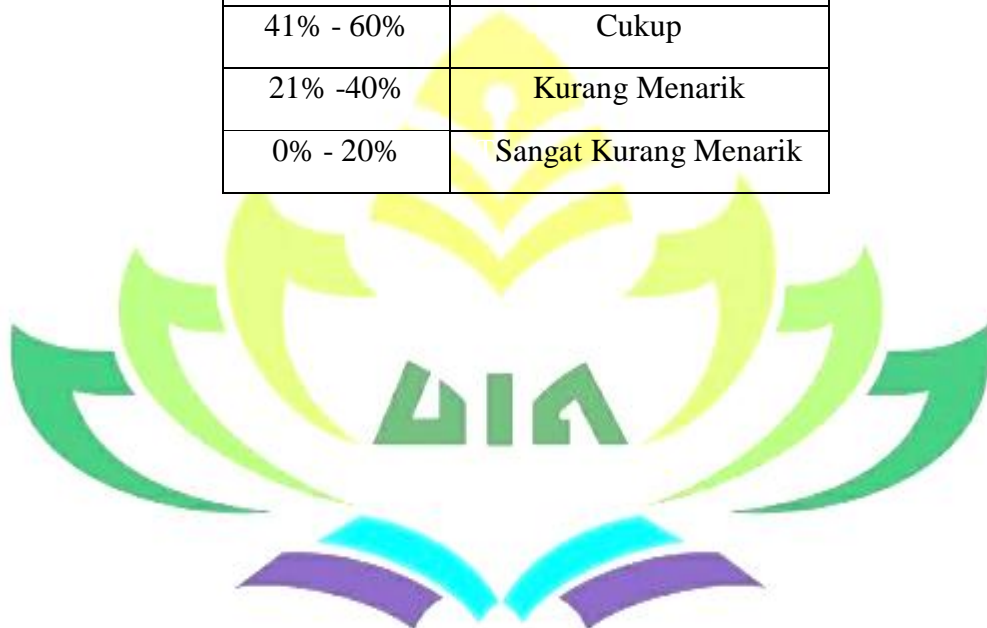 41% - 60% Cukup
21% -40% Kurang Menarik
0% - 20% Sangat Kurang Menarik
UIN